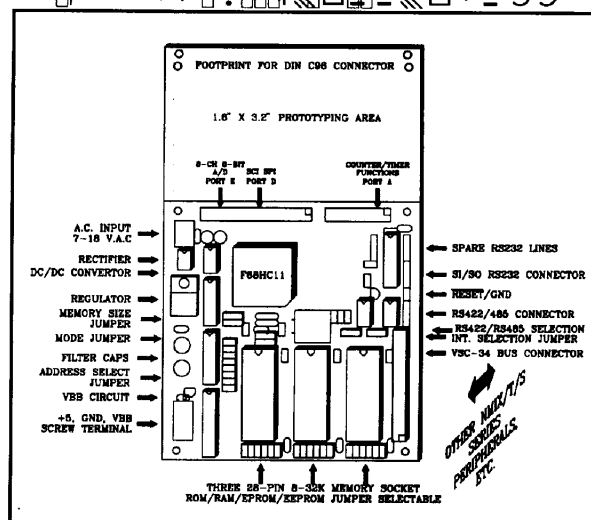 FOOTPRINT FOR DIN C96 CONNECTOR
1.6" X 3.2" PROTOTYPING AREA
8-CH 8-BIT
A/D
PORT E
SCI SPI
PORT D
COUNTER/TIMER
FUNCTIONS
PORT A
A.C. INPUT
7-18 V.A.C
RECTIFIER
DC/DC CONVERTOR
REGULATOR
MEMORY SIZE
JUMPER
MODE JUMPER
FILTER CAPS
ADDRESS SELECT
JUMPER
VBB CIRCUIT
+5, GND, VBB
SCREW TERMINAL
F68HC11
SPARE RS232 LINES
SI/SO RS232 CONNECTOR
RESET/GND
RS422/485 CONNECTOR
RS422/RS485 SELECTION
INT. SELECTION JUMPER
VSC-34 BUS CONNECTOR
OTHER NMIX/T/S
SERIES
PERIPHERALS,
ETC.
THREE 28-PIN 8-32K MEMORY SOCKET
ROM/RAM/EPROM/EEPROM JUMPER SELECTABLE